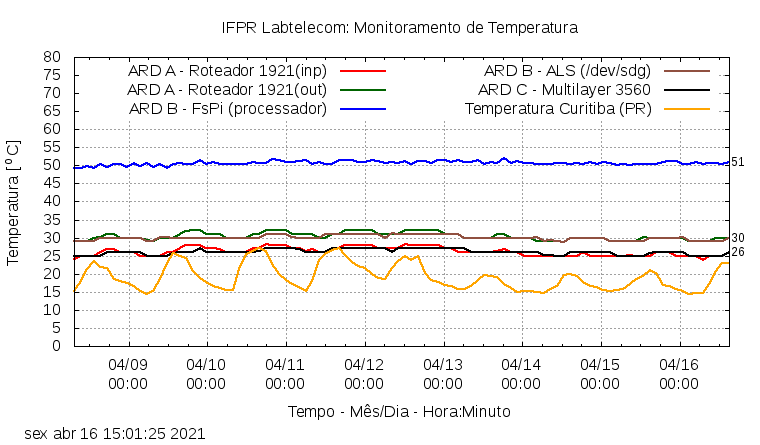 IFPR Labtelecom: Monitoramento de Temperatura
ARD A - Roteador 1921(inp)
ARD A - Roteador 1921(out)
ARD B - FsPi (processador)
ARD B - ALS (/dev/sdg)
ARD C - Multilayer 3560
Temperatura Curitiba (PR)
Temperatura [ºC]
80
75
70
65
60
55
50
45
40
35
30
25
20
15
10
5
0
51
30
26
04/09 04/10 04/11 04/12 04/13 04/14 04/15 04/16
00:00 00:00 00:00 00:00 00:00 00:00 00:00 00:00
Tempo - Mês/Dia - Hora:Minuto
sex abr 16 15:01:25 2021